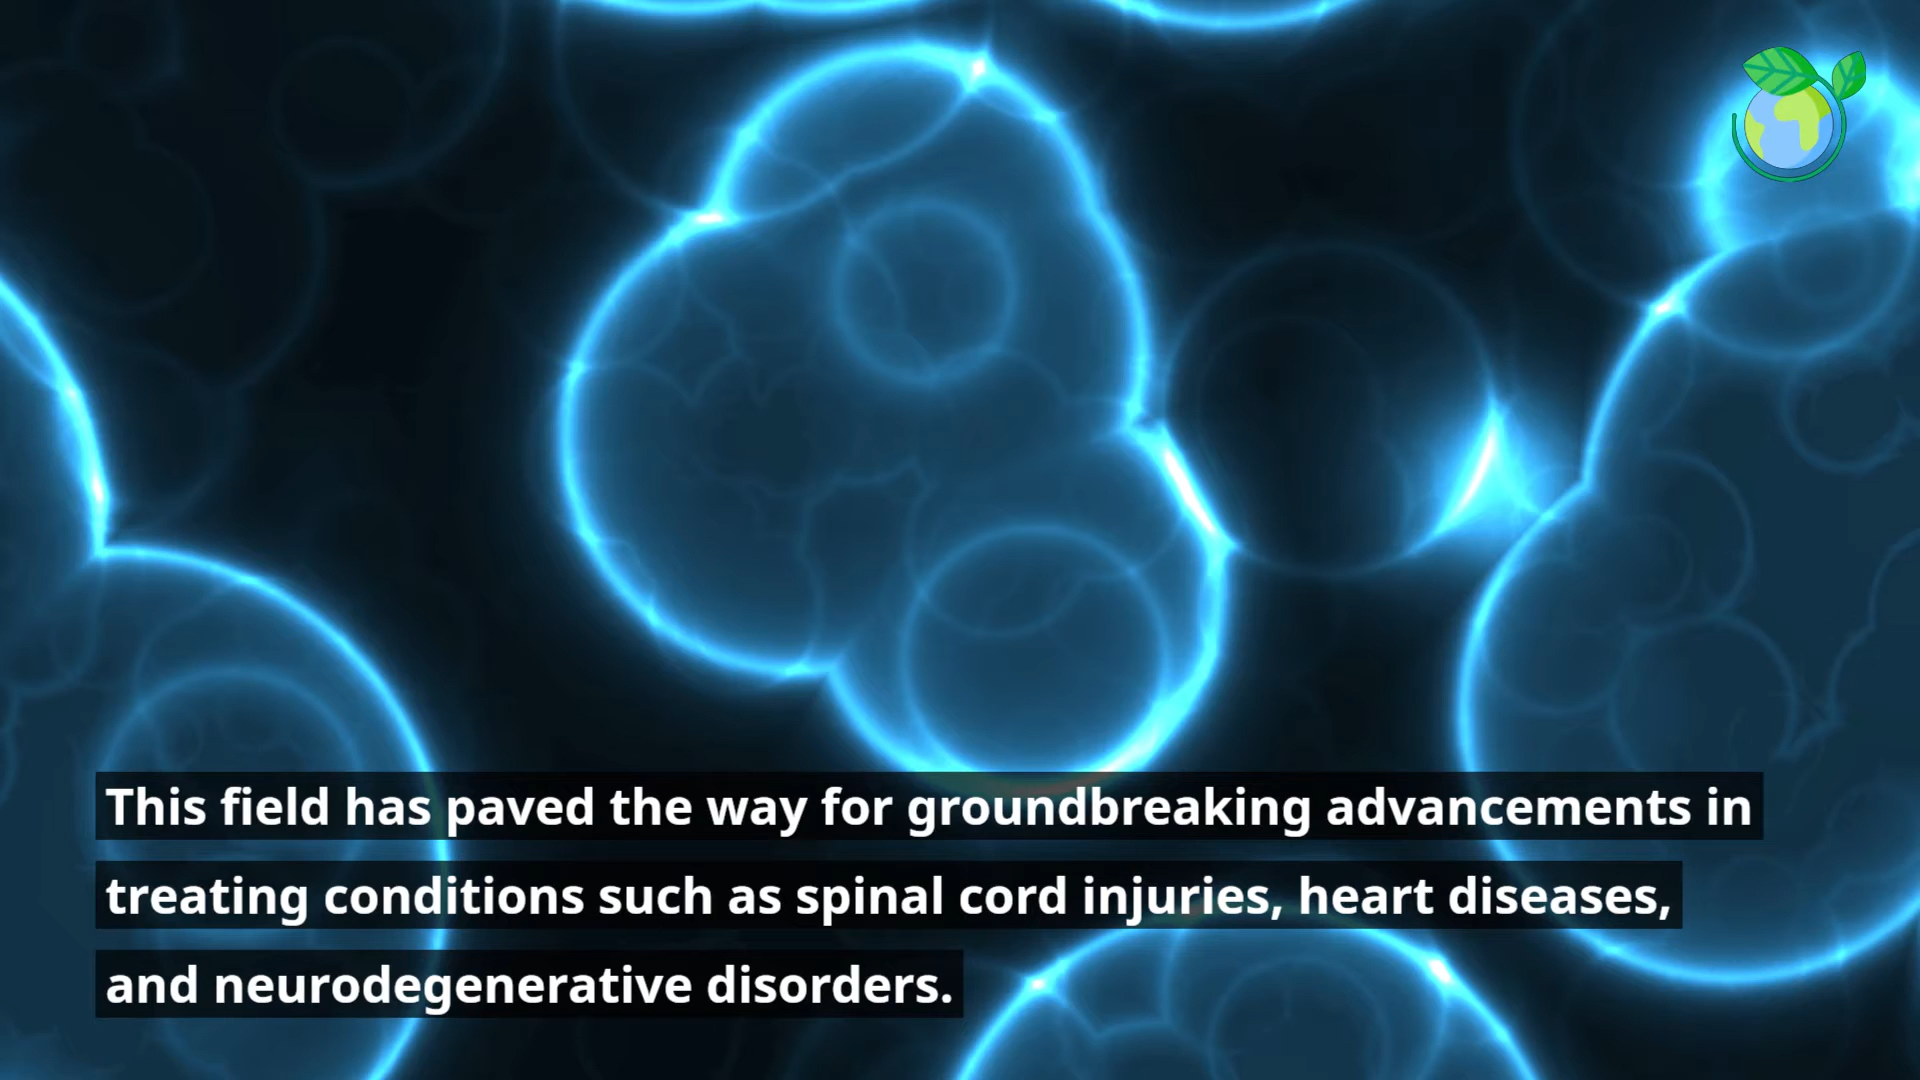 This field has paved the way for groundbreaking advancements in
treating conditions such as spinal cord injuries, heart diseases,
and neurodegenerative disorders.